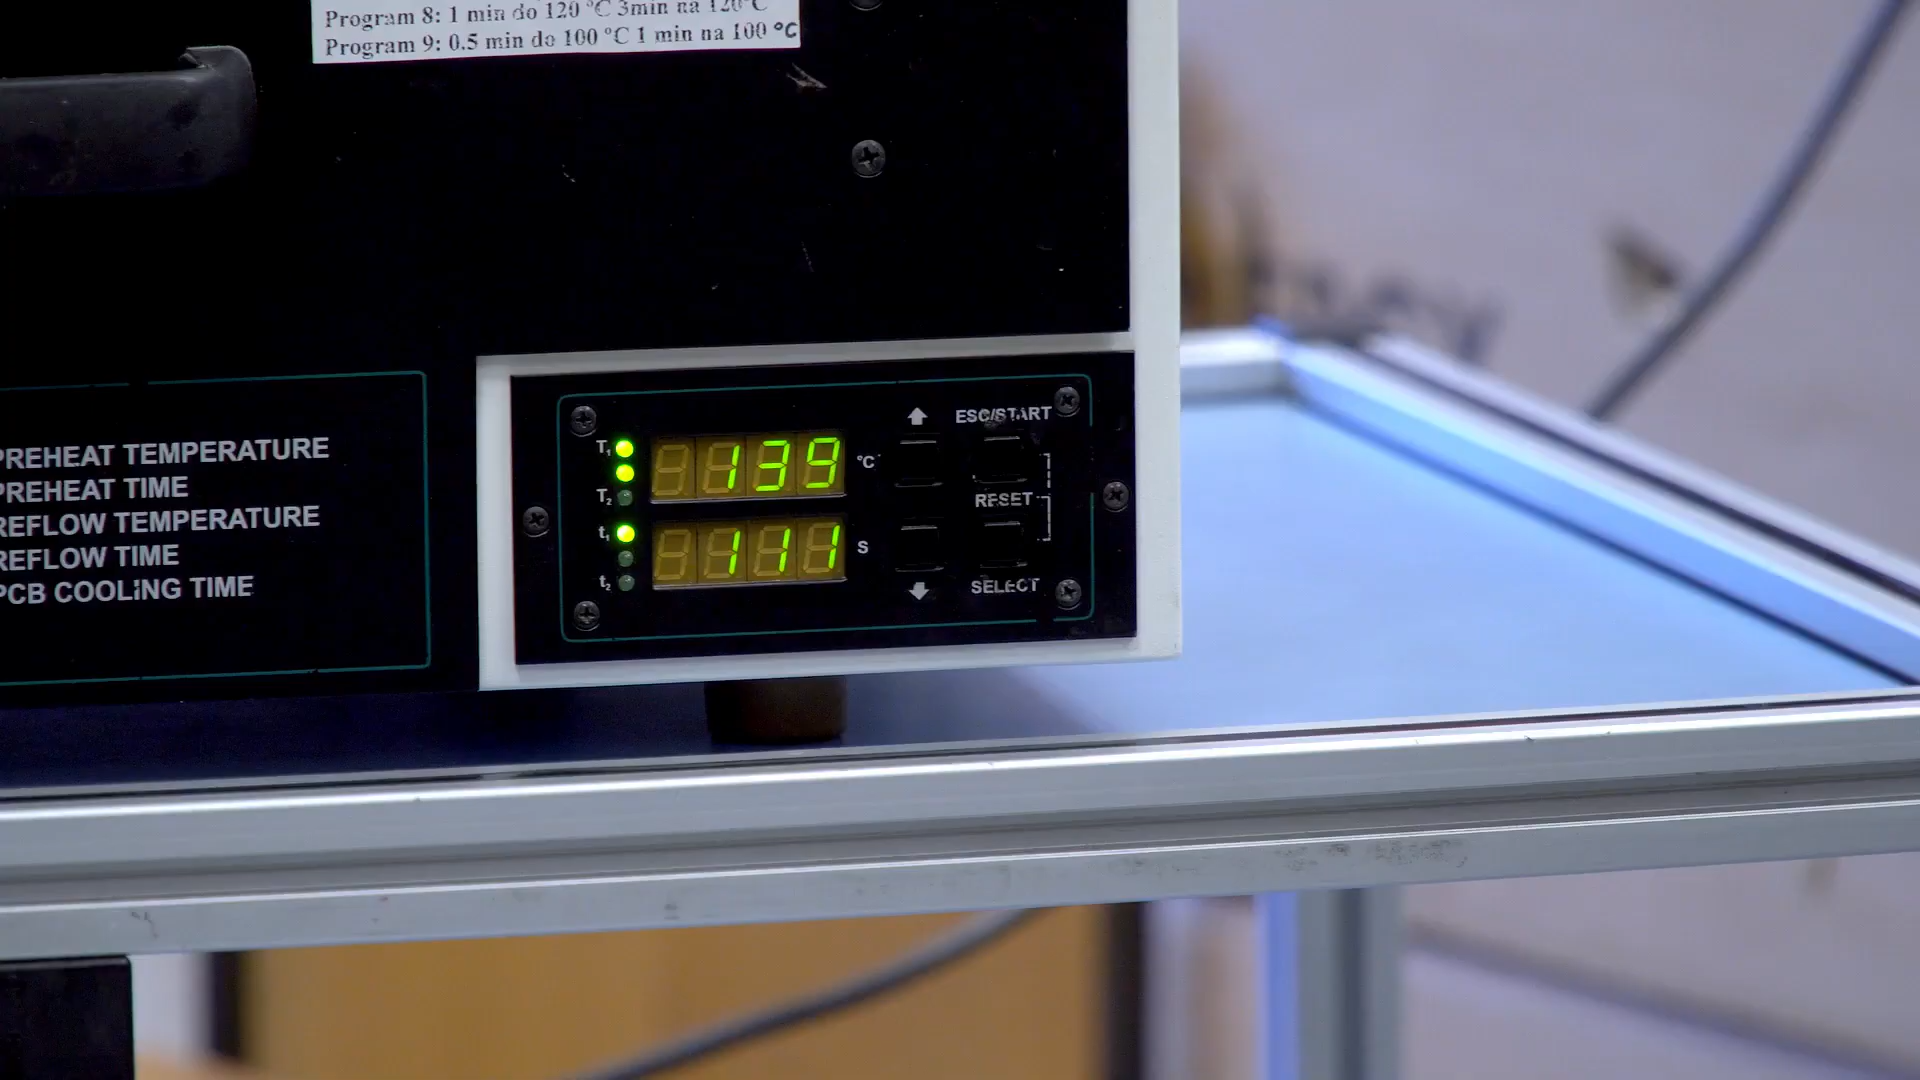 Program 8: 1 min do 120 °C 3min na 120°C
Program 9: 0.5 min do 100 °C 1 min na 100 °C
PREHEAT TEMPERATURE
PREHEAT TIME
REFLOW TEMPERATURE
REFLOW TIME
PCB COOLING TIME
ESC/START
T1
139 °C
T2
RESET
t1
111 S
t2
SELECT